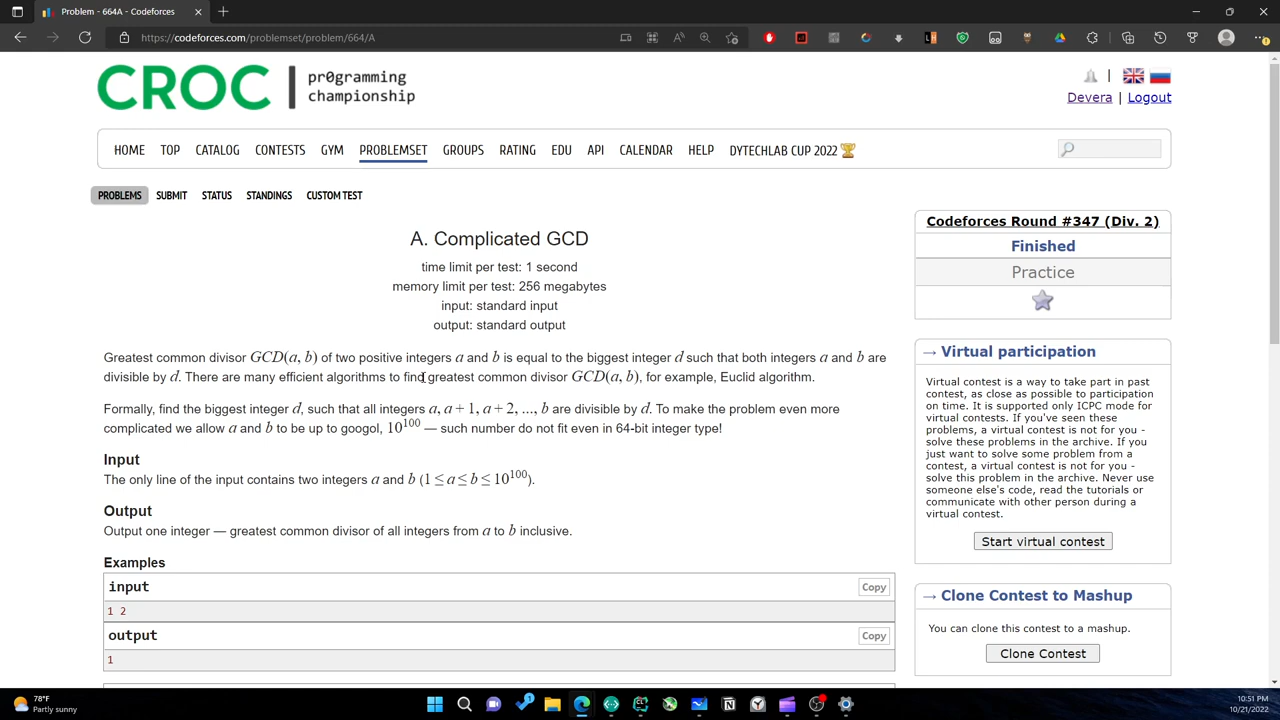 664A - Codeforces
https://codeforces.com/problemset/problem/664/A
CROC | pr0gramming
championship
Devera | Logout
HOME TOP CATALOG CONTESTS GYM PROBLEMSET GROUPS RATING EDU API CALENDAR HELP DYTECHLAB CUP 2022
PROBLEMS SUBMIT STATUS STANDINGS CUSTOM TEST
A. Complicated GCD
time limit per test: 1 second
memory limit per test: 256 megabytes
input: standard input
output: standard output
Greatest common divisor GCD(a, b) of two positive integers a and b is equal to the biggest integer d such that both integers a and b are
divisible by d. There are many efficient algorithms to find greatest common divisor GCD(a, b), for example, Euclid algorithm.
Formally, find the biggest integer d, such that all integers a, a + 1, a + 2, ..., b are divisible by d. To make the problem even more
complicated we allow a and b to be up to googol, 10^100 — such number do not fit even in 64-bit integer type!
Input
The only line of the input contains two integers a and b (1 ≤ a ≤ b ≤ 10^100).
Output
Output one integer — greatest common divisor of all integers from a to b inclusive.
Examples
input
Copy
1 2
output
Copy
1
Codeforces Round #347 (Div. 2)
Finished
Practice
→ Virtual participation
Virtual contest is a way to take part in past
contest, as close as possible to participation
on time. It is supported only ICPC mode for
virtual contests. If you've seen these
problems, a virtual contest is not for you -
solve these problems in the archive. If you
just want to solve some problem from a
contest, a virtual contest is not for you -
solve this problem in the archive. Never use
someone else's code, read the tutorials or
communicate with other person during a
virtual contest.
Start virtual contest
→ Clone Contest to Mashup
You can clone this contest to a mashup.
Clone Contest
78°F
Partly sunny
10:51 PM
10/21/2022